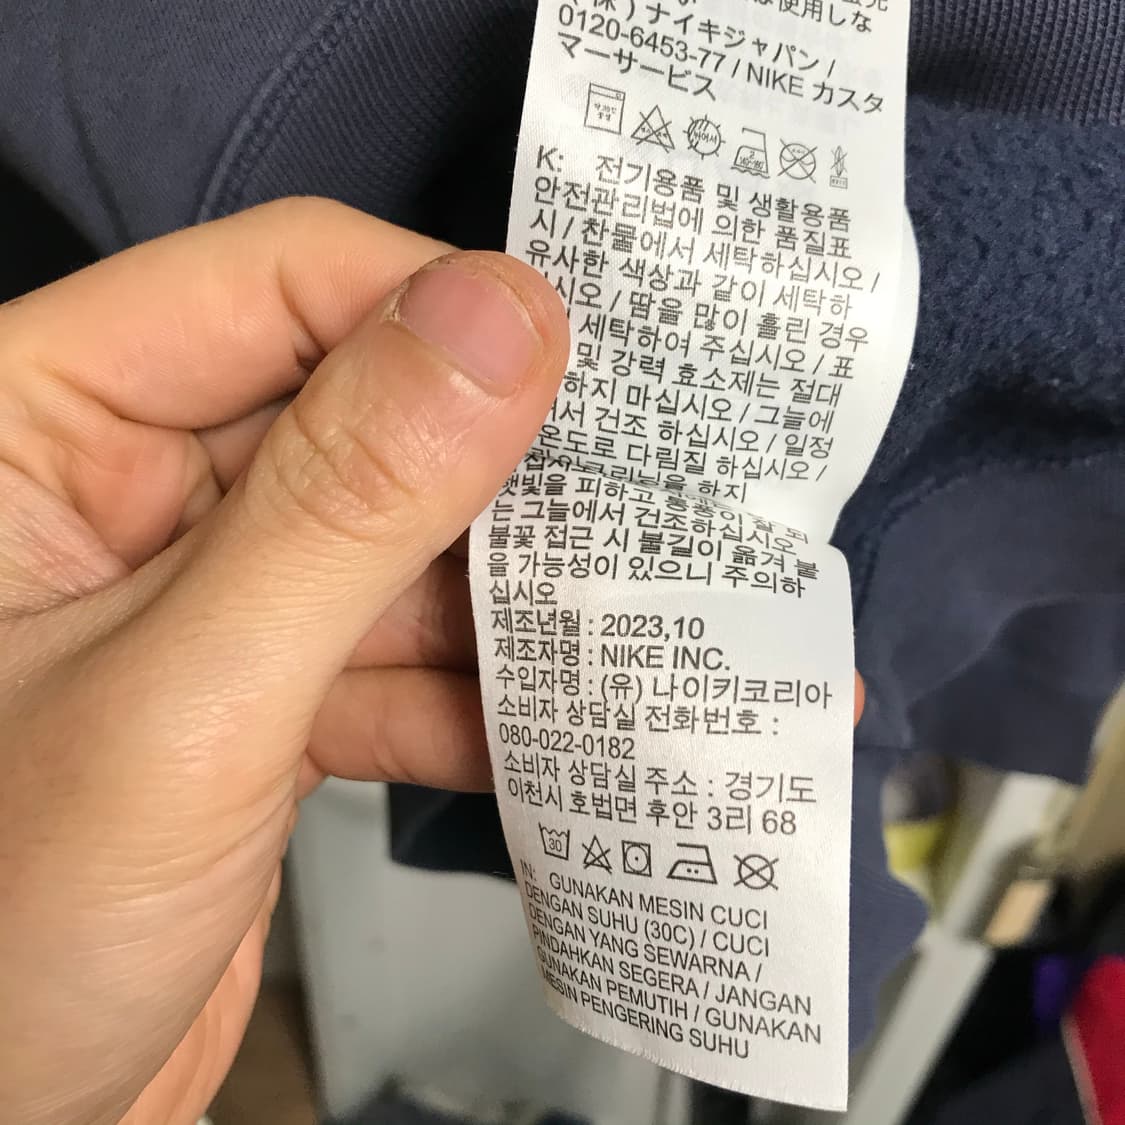 は使用しな
(株) ナイキジャパン /
0120-6453-77 / NIKE カスタ
マーサービス
K: 전기용품 및 생활용품
안전관리법에 의한 품질표
시 / 찬물에서 세탁하십시오 /
유사한 색상과 같이 세탁하
시오 / 땀을 많이 흘린 경우
세탁하여 주십시오 / 표
및 강력 효소제는 절대
하지 마십시오 / 그늘에
서 건조 하십시오 / 일정
온도로 다림질 하십시오 /
하지
햇빛을 피하고
는 그늘에서 건조하십시오
불꽃 접근 시 불길이 옮겨 붙
을 가능성이 있으니 주의하
십시오
제조년월 : 2023,10
제조자명 : NIKE INC.
수입자명 : (유) 나이키코리아
소비자 상담실 전화번호 :
080-022-0182
소비자 상담실 주소 : 경기도
이천시 호법면 후안 3리 68
30
IN: GUNAKAN MESIN CUCI
DENGAN SUHU (30C) / CUCI
DENGAN YANG SEWARNA /
PINDAHKAN SEGERA / JANGAN
GUNAKAN PEMUTIH / GUNAKAN
MESIN PENGERING SUHU